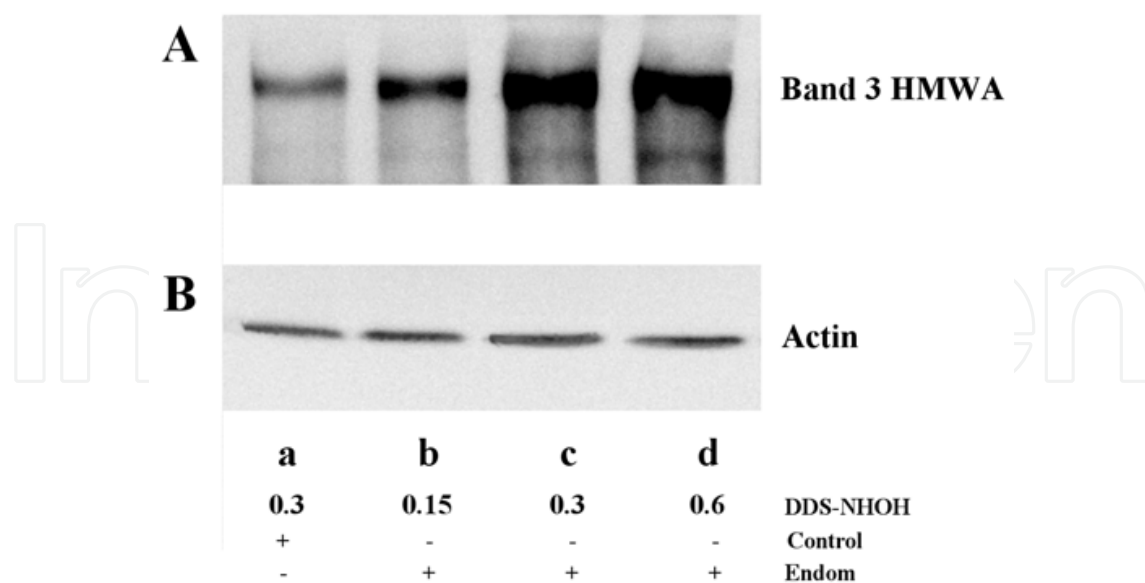 A
Band 3 HMWA
B
Actin
a b c d
0.3 0.15 0.3 0.6 DDS-NHOH
+ - - - Control
- + + + Endom